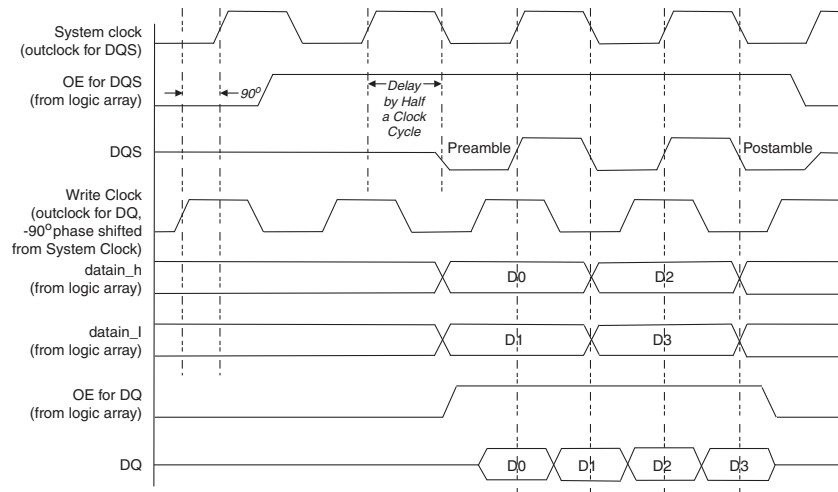 System clock
(outclock for DQS)
OE for DQS
(from logic array)
90o
Delay
by Half
a Clock
Cycle
DQS
Preamble
Postamble
Write Clock
(outclock for DQ,
-90o phase shifted
from System Clock)
datain_h
(from logic array)
D0
D2
datain_l
(from logic array)
D1
D3
OE for DQ
(from logic array)
DQ
D0
D1
D2
D3